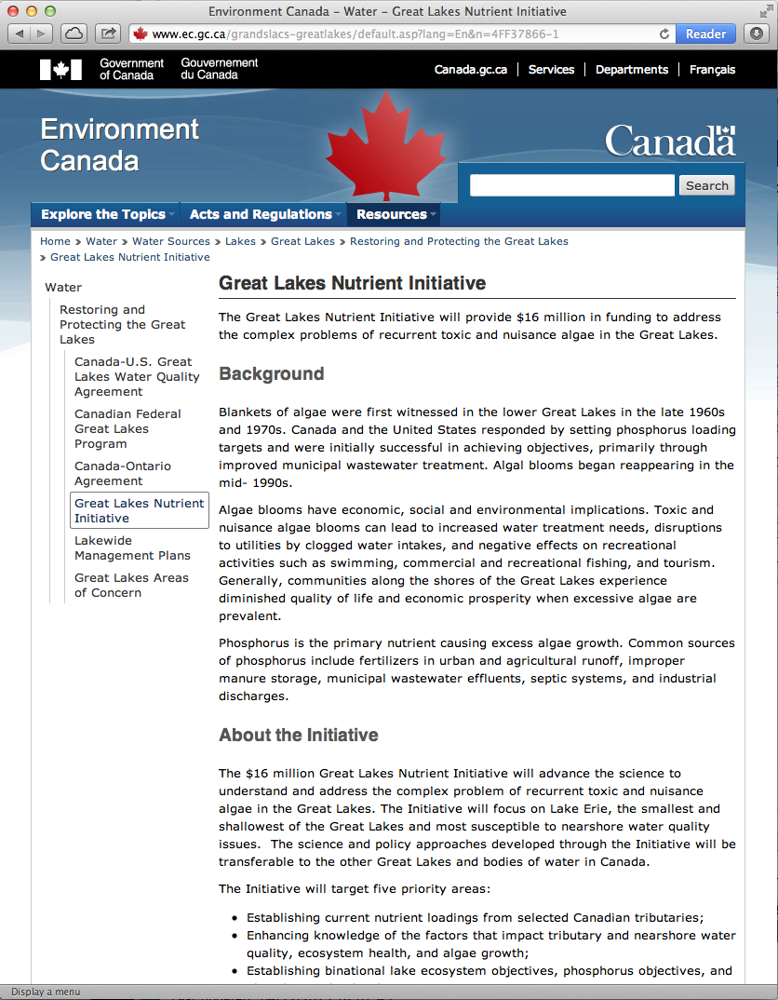 Environment Canada – Water – Great Lakes Nutrient Initiative
www.ec.gc.ca/grandslacs-greatlakes/default.asp?lang=En&n=4FF37866-1
Reader
Government of Canada
Gouvernement du Canada
Canada.gc.ca
Services
Departments
Français
Environment
Canada
Canada
Search
Explore the Topics
Acts and Regulations
Resources
Home » Water » Water Sources » Lakes » Great Lakes » Restoring and Protecting the Great Lakes
» Great Lakes Nutrient Initiative
Water
Restoring and
Protecting the Great
Lakes
Canada-U.S. Great
Lakes Water Quality
Agreement
Canadian Federal
Great Lakes
Program
Canada-Ontario
Agreement
Great Lakes Nutrient
Initiative
Lakewide
Management Plans
Great Lakes Areas
of Concern
Great Lakes Nutrient Initiative
The Great Lakes Nutrient Initiative will provide $16 million in funding to address
the complex problems of recurrent toxic and nuisance algae in the Great Lakes.
Background
Blankets of algae were first witnessed in the lower Great Lakes in the late 1960s
and 1970s. Canada and the United States responded by setting phosphorus loading
targets and were initially successful in achieving objectives, primarily through
improved municipal wastewater treatment. Algal blooms began reappearing in the
mid- 1990s.
Algae blooms have economic, social and environmental implications. Toxic and
nuisance algae blooms can lead to increased water treatment needs, disruptions
to utilities by clogged water intakes, and negative effects on recreational
activities such as swimming, commercial and recreational fishing, and tourism.
Generally, communities along the shores of the Great Lakes experience
diminished quality of life and economic prosperity when excessive algae are
prevalent.
Phosphorus is the primary nutrient causing excess algae growth. Common sources
of phosphorus include fertilizers in urban and agricultural runoff, improper
manure storage, municipal wastewater effluents, septic systems, and industrial
discharges.
About the Initiative
The $16 million Great Lakes Nutrient Initiative will advance the science to
understand and address the complex problem of recurrent toxic and nuisance
algae in the Great Lakes. The Initiative will focus on Lake Erie, the smallest and
shallowest of the Great Lakes and most susceptible to nearshore water quality
issues. The science and policy approaches developed through the Initiative will be
transferable to the other Great Lakes and bodies of water in Canada.
The Initiative will target five priority areas:
• Establishing current nutrient loadings from selected Canadian tributaries;
• Enhancing knowledge of the factors that impact tributary and nearshore water
quality, ecosystem health, and algae growth;
• Establishing binational lake ecosystem objectives, phosphorus objectives, and
Display a menu